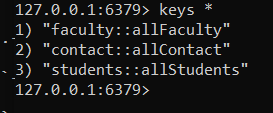 127.0.0.1:6379> keys *
1) "faculty::allFaculty"
2) "contact::allContact"
3) "students::allStudents"
127.0.0.1:6379>